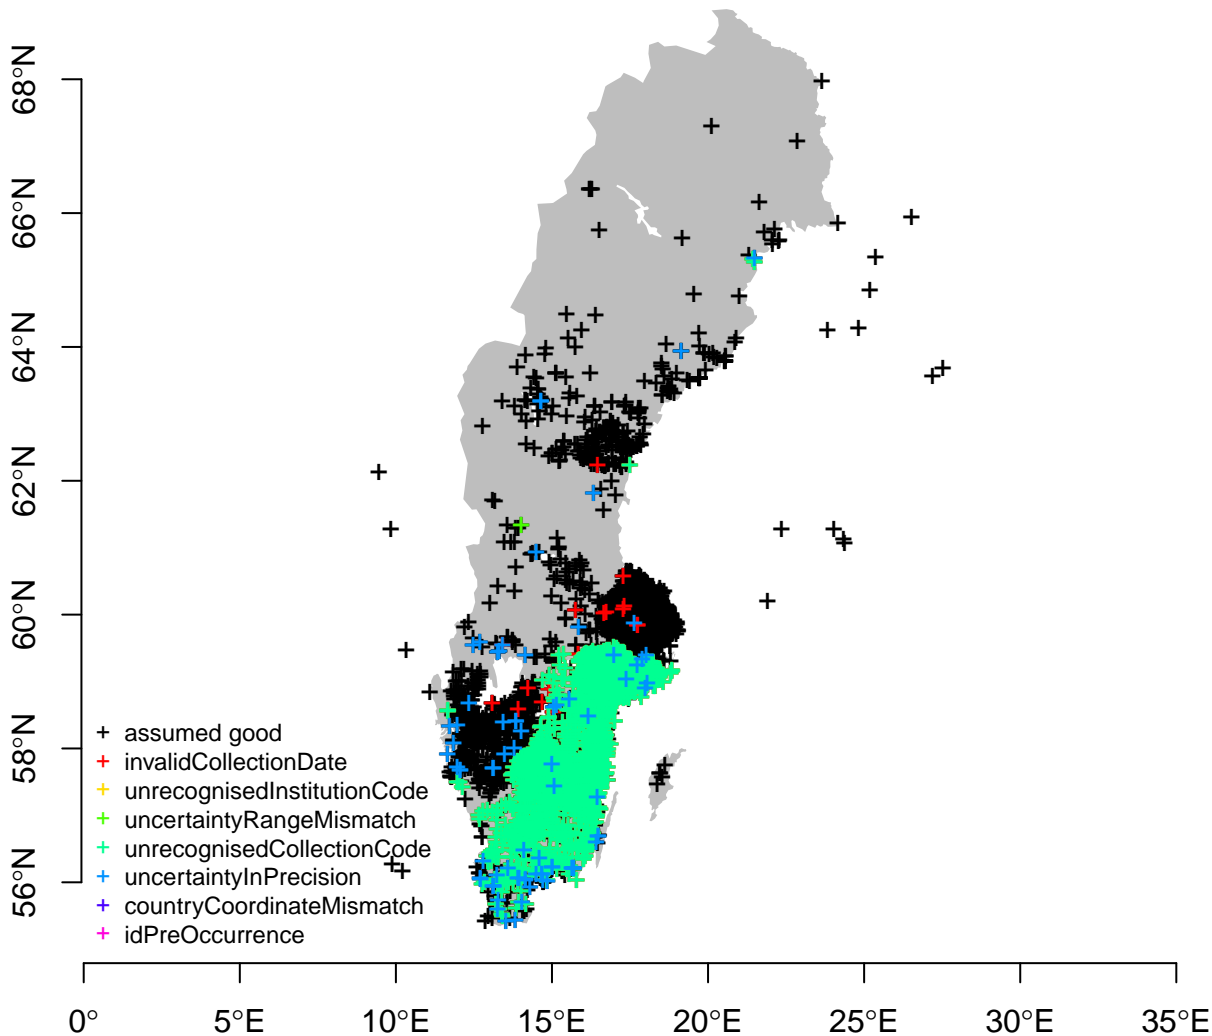 68°N
66°N
64°N
62°N
60°N
58°N
56°N
assumed good
invalidCollectionDate
unrecognisedInstitutionCode
uncertaintyRangeMismatch
unrecognisedCollectionCode
uncertaintyInPrecision
countryCoordinateMismatch
idPreOccurrence
0° 5°E 10°E 15°E 20°E 25°E 30°E 35°E